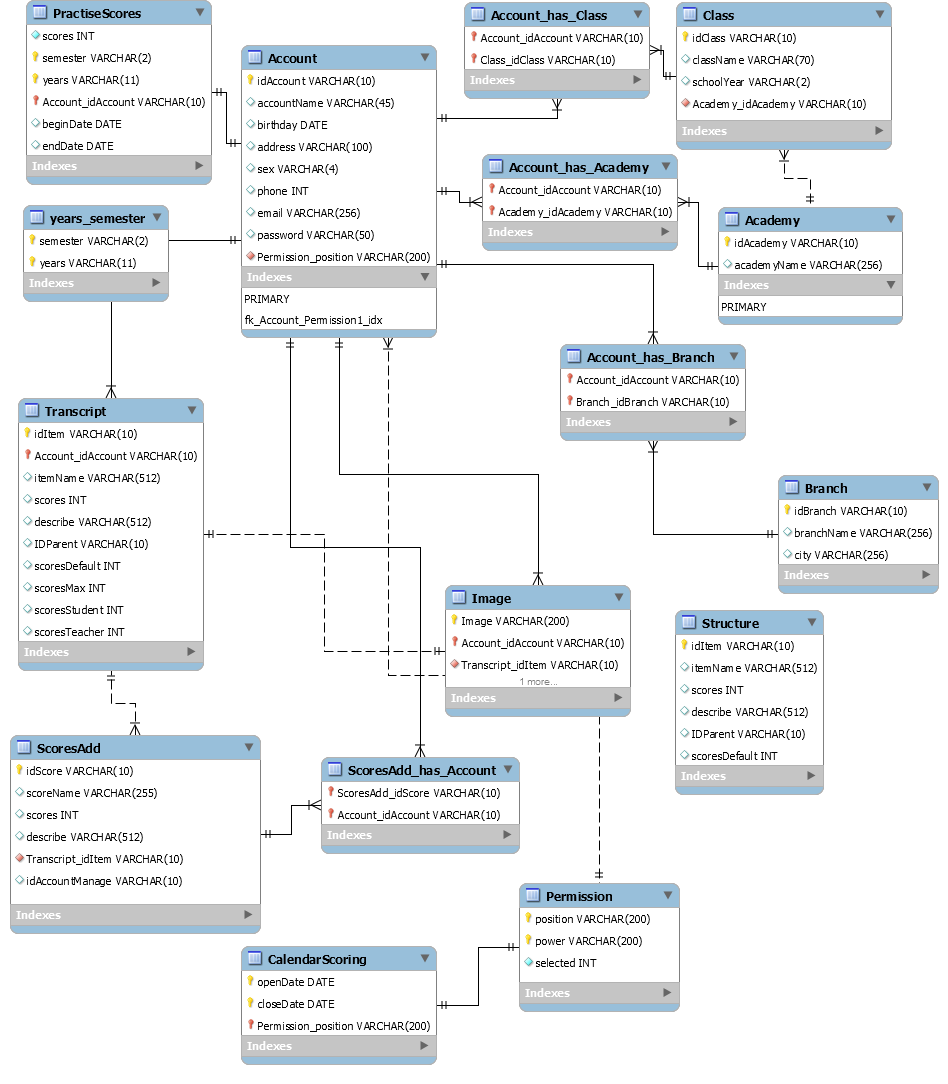 PractiseScores
scores INT
semester VARCHAR(2)
years VARCHAR(11)
Account_idAccount VARCHAR(10)
beginDate DATE
endDate DATE
Indexes
Account
idAccount VARCHAR(10)
accountName VARCHAR(45)
birthday DATE
address VARCHAR(100)
sex VARCHAR(4)
phone INT
email VARCHAR(256)
password VARCHAR(50)
Permission_position VARCHAR(200)
Indexes
PRIMARY
fk_Account_Permission1_idx
Account_has_Class
Account_idAccount VARCHAR(10)
Class_idClass VARCHAR(10)
Indexes
Class
idClass VARCHAR(10)
className VARCHAR(70)
schoolYear VARCHAR(2)
Academy_idAcademy VARCHAR(10)
Indexes
Account_has_Academy
Account_idAccount VARCHAR(10)
Academy_idAcademy VARCHAR(10)
Indexes
years_semester
semester VARCHAR(2)
years VARCHAR(11)
Indexes
Academy
idAcademy VARCHAR(10)
academyName VARCHAR(256)
Indexes
PRIMARY
Account_has_Branch
Account_idAccount VARCHAR(10)
Branch_idBranch VARCHAR(10)
Indexes
Transcript
idItem VARCHAR(10)
Account_idAccount VARCHAR(10)
itemName VARCHAR(512)
scores INT
describe VARCHAR(512)
IDParent VARCHAR(10)
scoresDefault INT
scoresMax INT
scoresStudent INT
scoresTeacher INT
Indexes
Branch
idBranch VARCHAR(10)
branchName VARCHAR(256)
city VARCHAR(256)
Indexes
Image
Image VARCHAR(200)
Account_idAccount VARCHAR(10)
Transcript_idItem VARCHAR(10)
1 more...
Indexes
Structure
idItem VARCHAR(10)
itemName VARCHAR(512)
scores INT
describe VARCHAR(512)
IDParent VARCHAR(10)
scoresDefault INT
Indexes
ScoresAdd
idScore VARCHAR(10)
scoreName VARCHAR(255)
scores INT
describe VARCHAR(512)
Transcript_idItem VARCHAR(10)
idAccountManage VARCHAR(10)
Indexes
ScoresAdd_has_Account
ScoresAdd_idScore VARCHAR(10)
Account_idAccount VARCHAR(10)
Indexes
Permission
position VARCHAR(200)
power VARCHAR(200)
selected INT
Indexes
CalendarScoring
openDate DATE
closeDate DATE
Permission_position VARCHAR(200)
Indexes